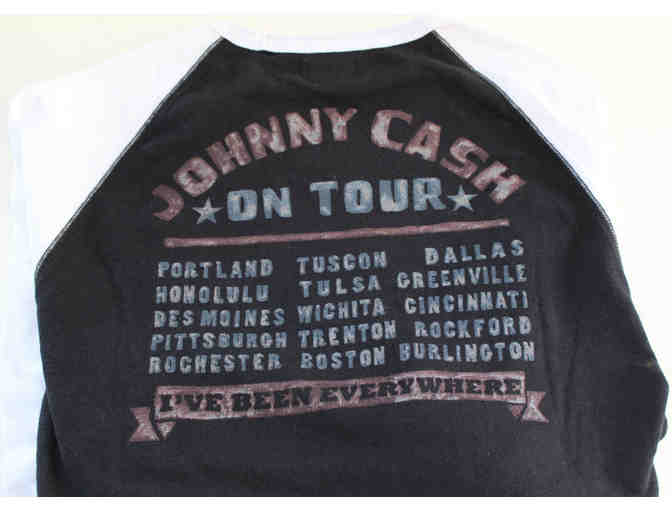 JOHNNY CASH
ON TOUR
PORTLAND TUSCON DALLAS
HONOLULU TULSA GREENVILLE
DES MOINES WICHITA CINCINNATI
PITTSBURGH TRENTON ROCKFORD
ROCHESTER BOSTON BURLINGTON
I'VE BEEN EVERYWHERE